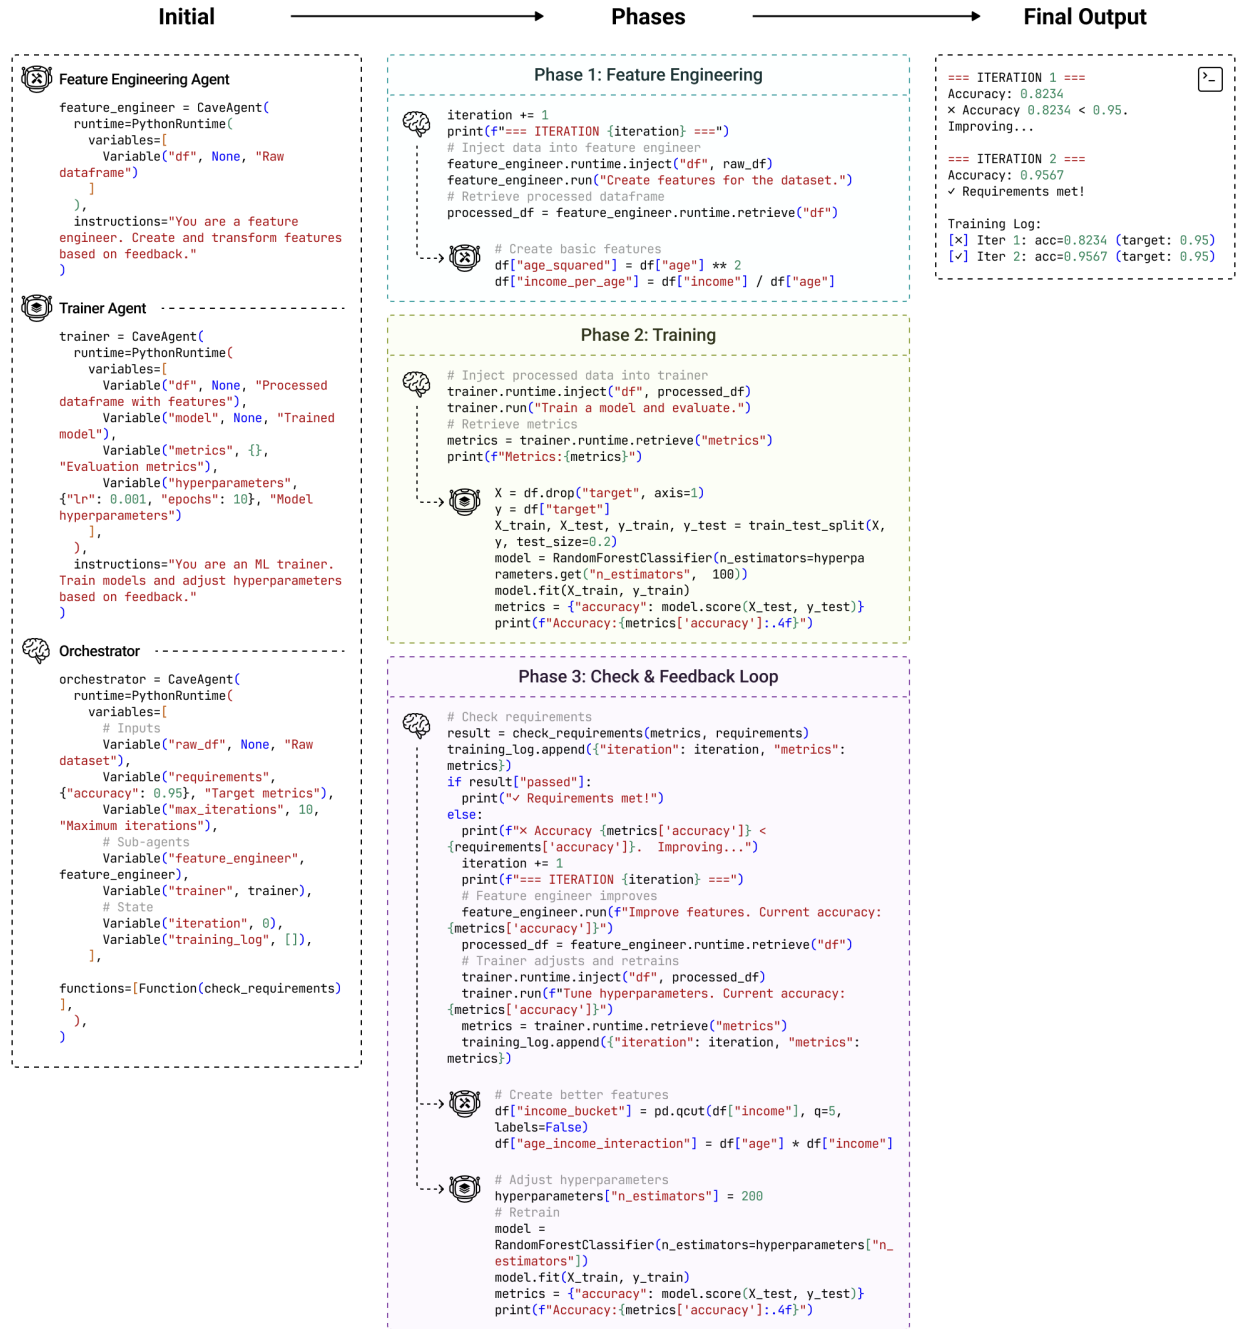 Initial
Phases
Final Output
Feature Engineering Agent
feature_engineer = CaveAgent(
  runtime=PythonRuntime(
    variables=[
      Variable("df", None, "Raw
dataframe")
    ]
  ),
  instructions="You are a feature
engineer. Create and transform features
based on feedback."
)
Trainer Agent
trainer = CaveAgent(
  runtime=PythonRuntime(
    variables=[
      Variable("df", None, "Processed
dataframe with features"),
      Variable("model", None, "Trained
model"),
      Variable("metrics", {},
"Evaluation metrics"),
      Variable("hyperparameters",
{"lr": 0.001, "epochs": 10}, "Model
hyperparameters")
    ],
  ),
  instructions="You are an ML trainer.
Train models and adjust hyperparameters
based on feedback."
)
Orchestrator
orchestrator = CaveAgent(
  runtime=PythonRuntime(
    variables=[
      # Inputs
      Variable("raw_df", None, "Raw
dataset"),
      Variable("requirements",
{"accuracy": 0.95}, "Target metrics"),
      Variable("max_iterations", 10,
"Maximum iterations"),
      # Sub-agents
      Variable("feature_engineer",
feature_engineer),
      Variable("trainer", trainer),
      # State
      Variable("iteration", 0),
      Variable("training_log", []),
    ],
functions=[Function(check_requirements)
],
  ),
)
Phase 1: Feature Engineering
iteration += 1
print(f"=== ITERATION {iteration} ===")
# Inject data into feature engineer
feature_engineer.runtime.inject("df", raw_df)
feature_engineer.run("Create features for the dataset.")
# Retrieve processed dataframe
processed_df = feature_engineer.runtime.retrieve("df")
# Create basic features
df["age_squared"] = df["age"] ** 2
df["income_per_age"] = df["income"] / df["age"]
Phase 2: Training
# Inject processed data into trainer
trainer.runtime.inject("df", processed_df)
trainer.run("Train a model and evaluate.")
# Retrieve metrics
metrics = trainer.runtime.retrieve("metrics")
print(f"Metrics:{metrics}")
X = df.drop("target", axis=1)
y = df["target"]
X_train, X_test, y_train, y_test = train_test_split(X,
y, test_size=0.2)
model = RandomForestClassifier(n_estimators=hyperpa
rameters.get("n_estimators",  100))
model.fit(X_train, y_train)
metrics = {"accuracy": model.score(X_test, y_test)}
print(f"Accuracy:{metrics['accuracy']:.4f}")
Phase 3: Check & Feedback Loop
# Check requirements
result = check_requirements(metrics, requirements)
training_log.append({"iteration": iteration, "metrics":
metrics})
if result["passed"]:
  print("✓ Requirements met!")
else:
  print(f"× Accuracy {metrics['accuracy']} <
{requirements['accuracy']}.  Improving...")
  iteration += 1
  print(f"=== ITERATION {iteration} ===")
  # Feature engineer improves
  feature_engineer.run(f"Improve features. Current accuracy:
{metrics['accuracy']}")
  processed_df = feature_engineer.runtime.retrieve("df")
  # Trainer adjusts and retrains
  trainer.runtime.inject("df", processed_df)
  trainer.run(f"Tune hyperparameters. Current accuracy:
{metrics['accuracy']}")
  metrics = trainer.runtime.retrieve("metrics")
  training_log.append({"iteration": iteration, "metrics":
metrics})
# Create better features
df["income_bucket"] = pd.qcut(df["income"], q=5,
labels=False)
df["age_income_interaction"] = df["age"] * df["income"]
# Adjust hyperparameters
hyperparameters["n_estimators"] = 200
# Retrain
model =
RandomForestClassifier(n_estimators=hyperparameters["n_
estimators"])
model.fit(X_train, y_train)
metrics = {"accuracy": model.score(X_test, y_test)}
print(f"Accuracy:{metrics['accuracy']:.4f}")
=== ITERATION 1 ===
Accuracy: 0.8234
× Accuracy 0.8234 < 0.95.
Improving...
=== ITERATION 2 ===
Accuracy: 0.9567
✓ Requirements met!
Training Log:
[×] Iter 1: acc=0.8234 (target: 0.95)
[✓] Iter 2: acc=0.9567 (target: 0.95)